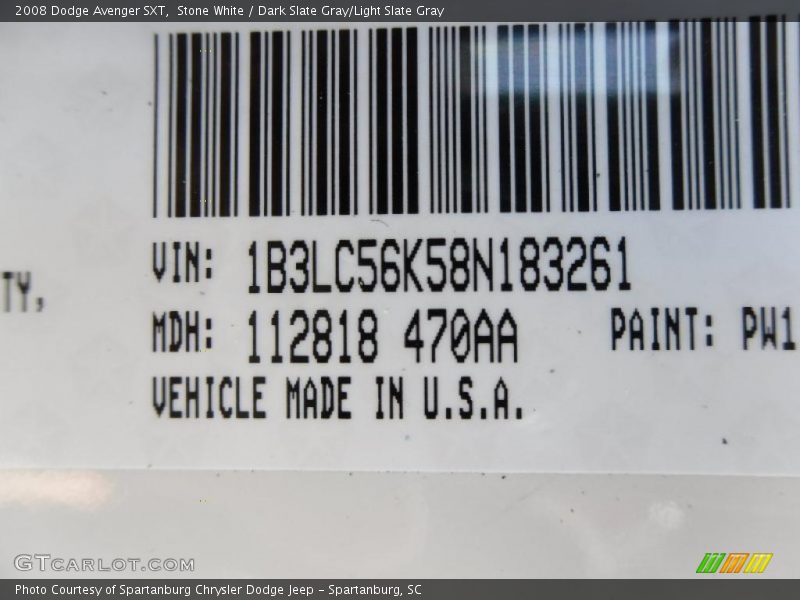 2008 Dodge Avenger SXT,  Stone White / Dark Slate Gray/Light Slate Gray
TY,
VIN: 1B3LC56K58N183261
MDH: 112818 470AA PAINT: PW1
VEHICLE MADE IN U.S.A.
GTCARLOT.COM
Photo Courtesy of Spartanburg Chrysler Dodge Jeep - Spartanburg, SC